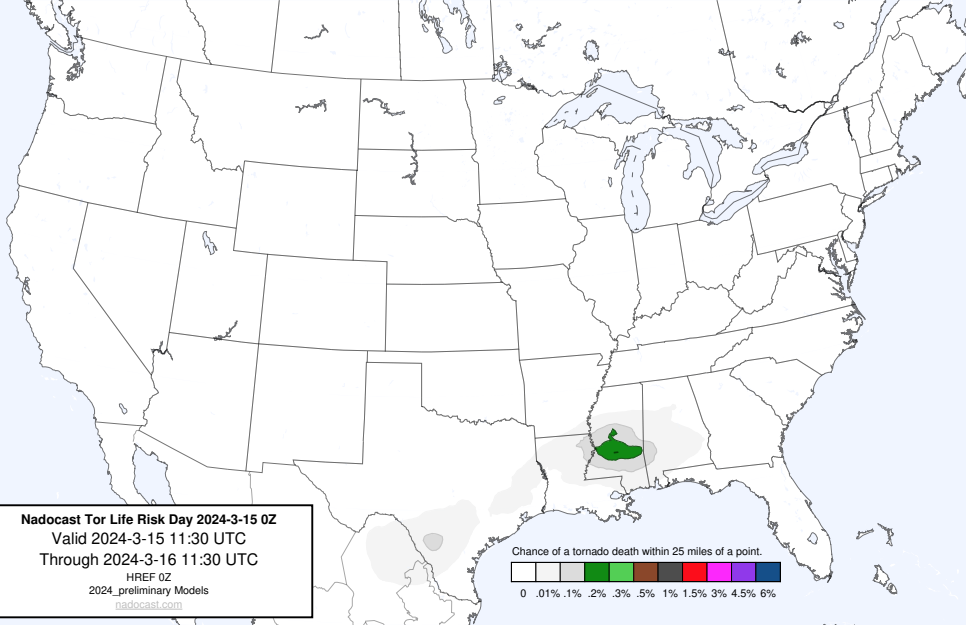 Nadocast Tor Life Risk Day 2024-3-15 0Z
Valid 2024-3-15 11:30 UTC
Through 2024-3-16 11:30 UTC
HREF 0Z
2024_preliminary Models
nadocast.com
Chance of a tornado death within 25 miles of a point.
0 .01% .1% .2% .3% .5% 1% 1.5% 3% 4.5% 6%